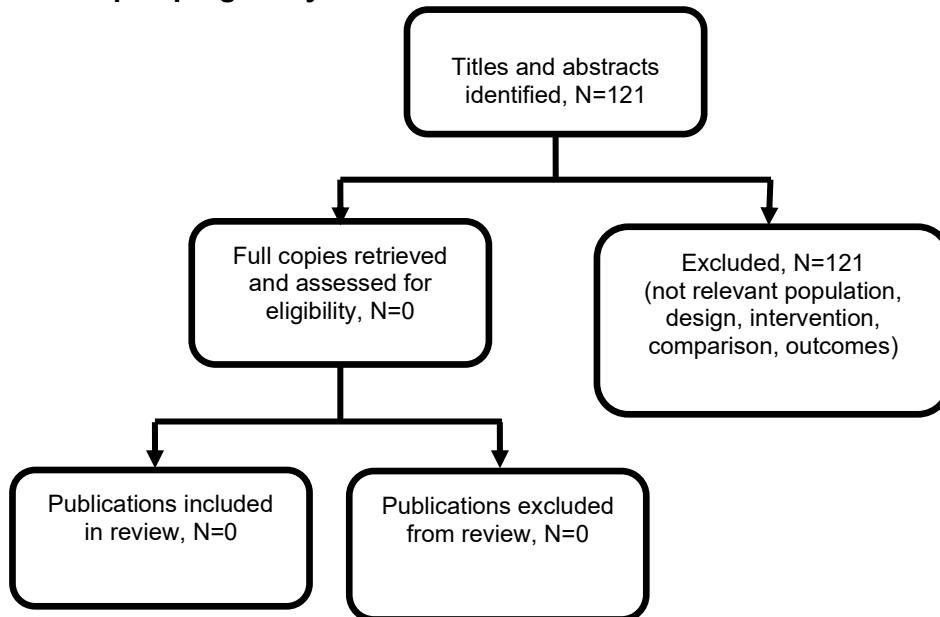 Titles and abstracts
identified, N=121
Full copies retrieved
and assessed for
eligibility, N=0
Excluded, N=121
(not relevant population,
design, intervention,
comparison, outcomes)
Publications included
in review, N=0
Publications excluded
from review, N=0